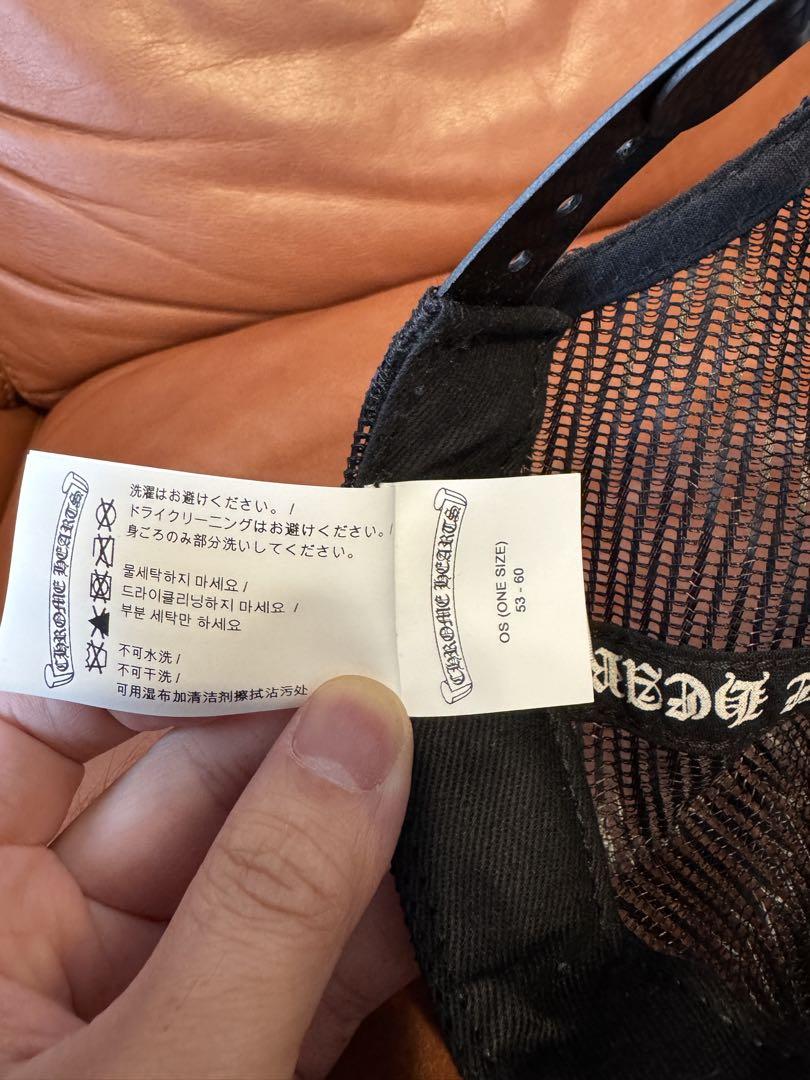 CHROME HEARTS
洗濯はお避けください。 /
ドライクリーニングはお避けください。 /
身ごろのみ部分洗いしてください。
물세탁하지 마세요 /
드라이클리닝하지 마세요 /
부분 세탁만 하세요
不可水洗 /
不可干洗 /
可用湿布加清洁剂擦拭沾污处
CHROME HEARTS
OS (ONE SIZE)
53 - 60